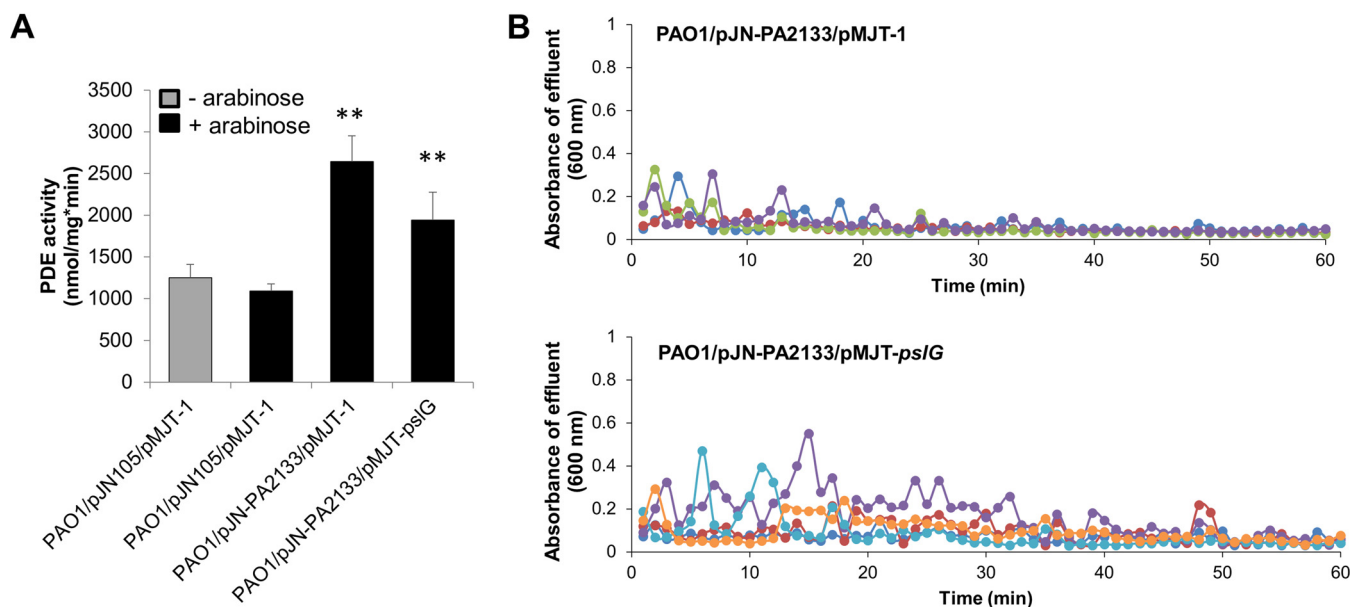 A
PDE activity
(nmol/mg*min)
3500
3000
2500
2000
1500
1000
500
0
- arabinose
+ arabinose
**
**
PAO1/pJN105/pMJT-1
PAO1/pJN105/pMJT-1
PAO1/pJN-PA2133/pMJT-1
PAO1/pJN-PA2133/pMJT-pslG
B
PAO1/pJN-PA2133/pMJT-1
Absorbance of effluent
(600 nm)
1
0.8
0.6
0.4
0.2
0
0 10 20 30 40 50 60
Time (min)
PAO1/pJN-PA2133/pMJT-pslG
Absorbance of effluent
(600 nm)
1
0.8
0.6
0.4
0.2
0
0 10 20 30 40 50 60
Time (min)